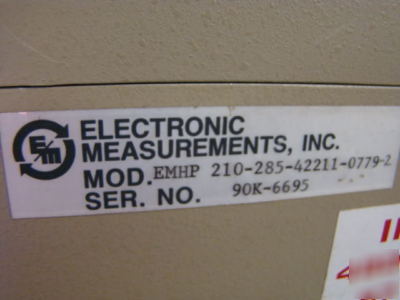 E/M ELECTRONIC
MEASUREMENTS, INC.
MOD. EMHP 210-285-42211-0779-2
SER. NO. 90K-6695